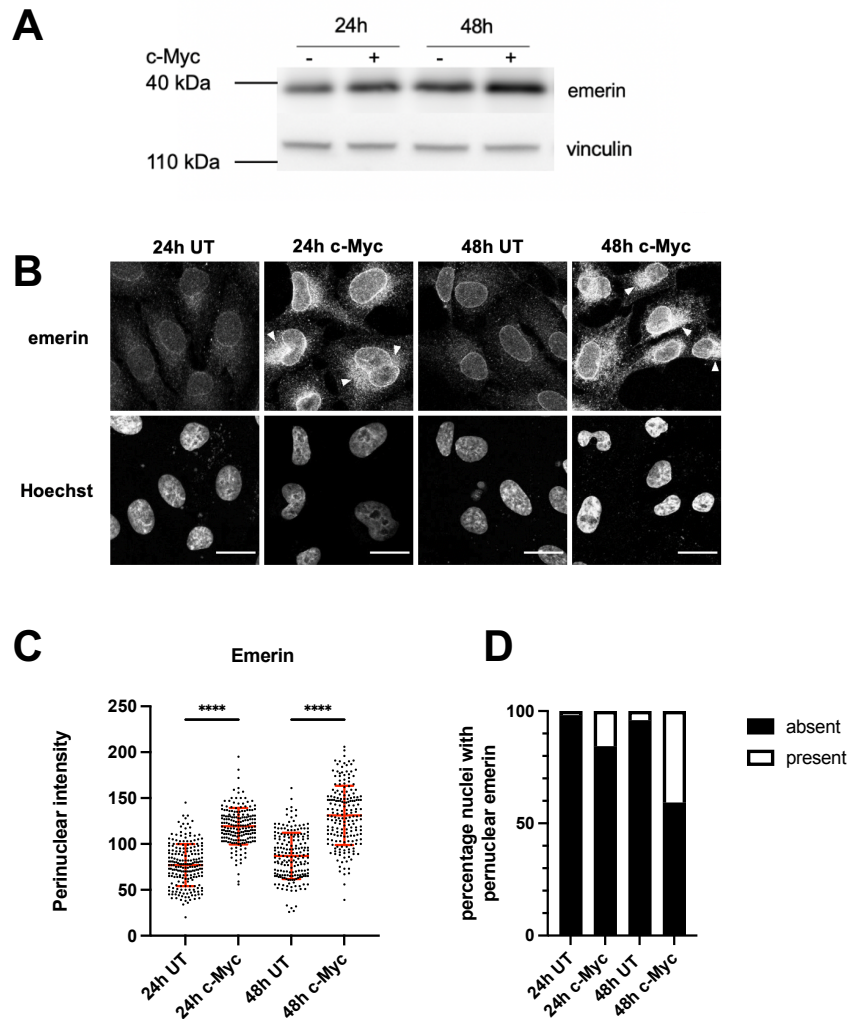 A
24h 48h
c-Myc - + - +
40 kDa emerin
110 kDa vinculin
B
24h UT 24h c-Myc 48h UT 48h c-Myc
emerin
Hoechst
C
Emerin
Perinuclear intensity
250
200
150
100
50
0
**** ****
24h UT 24h c-Myc 48h UT 48h c-Myc
D
percentage nuclei with
pernuclear emerin
100
50
0
24h UT 24h c-Myc 48h UT 48h c-Myc
absent
present